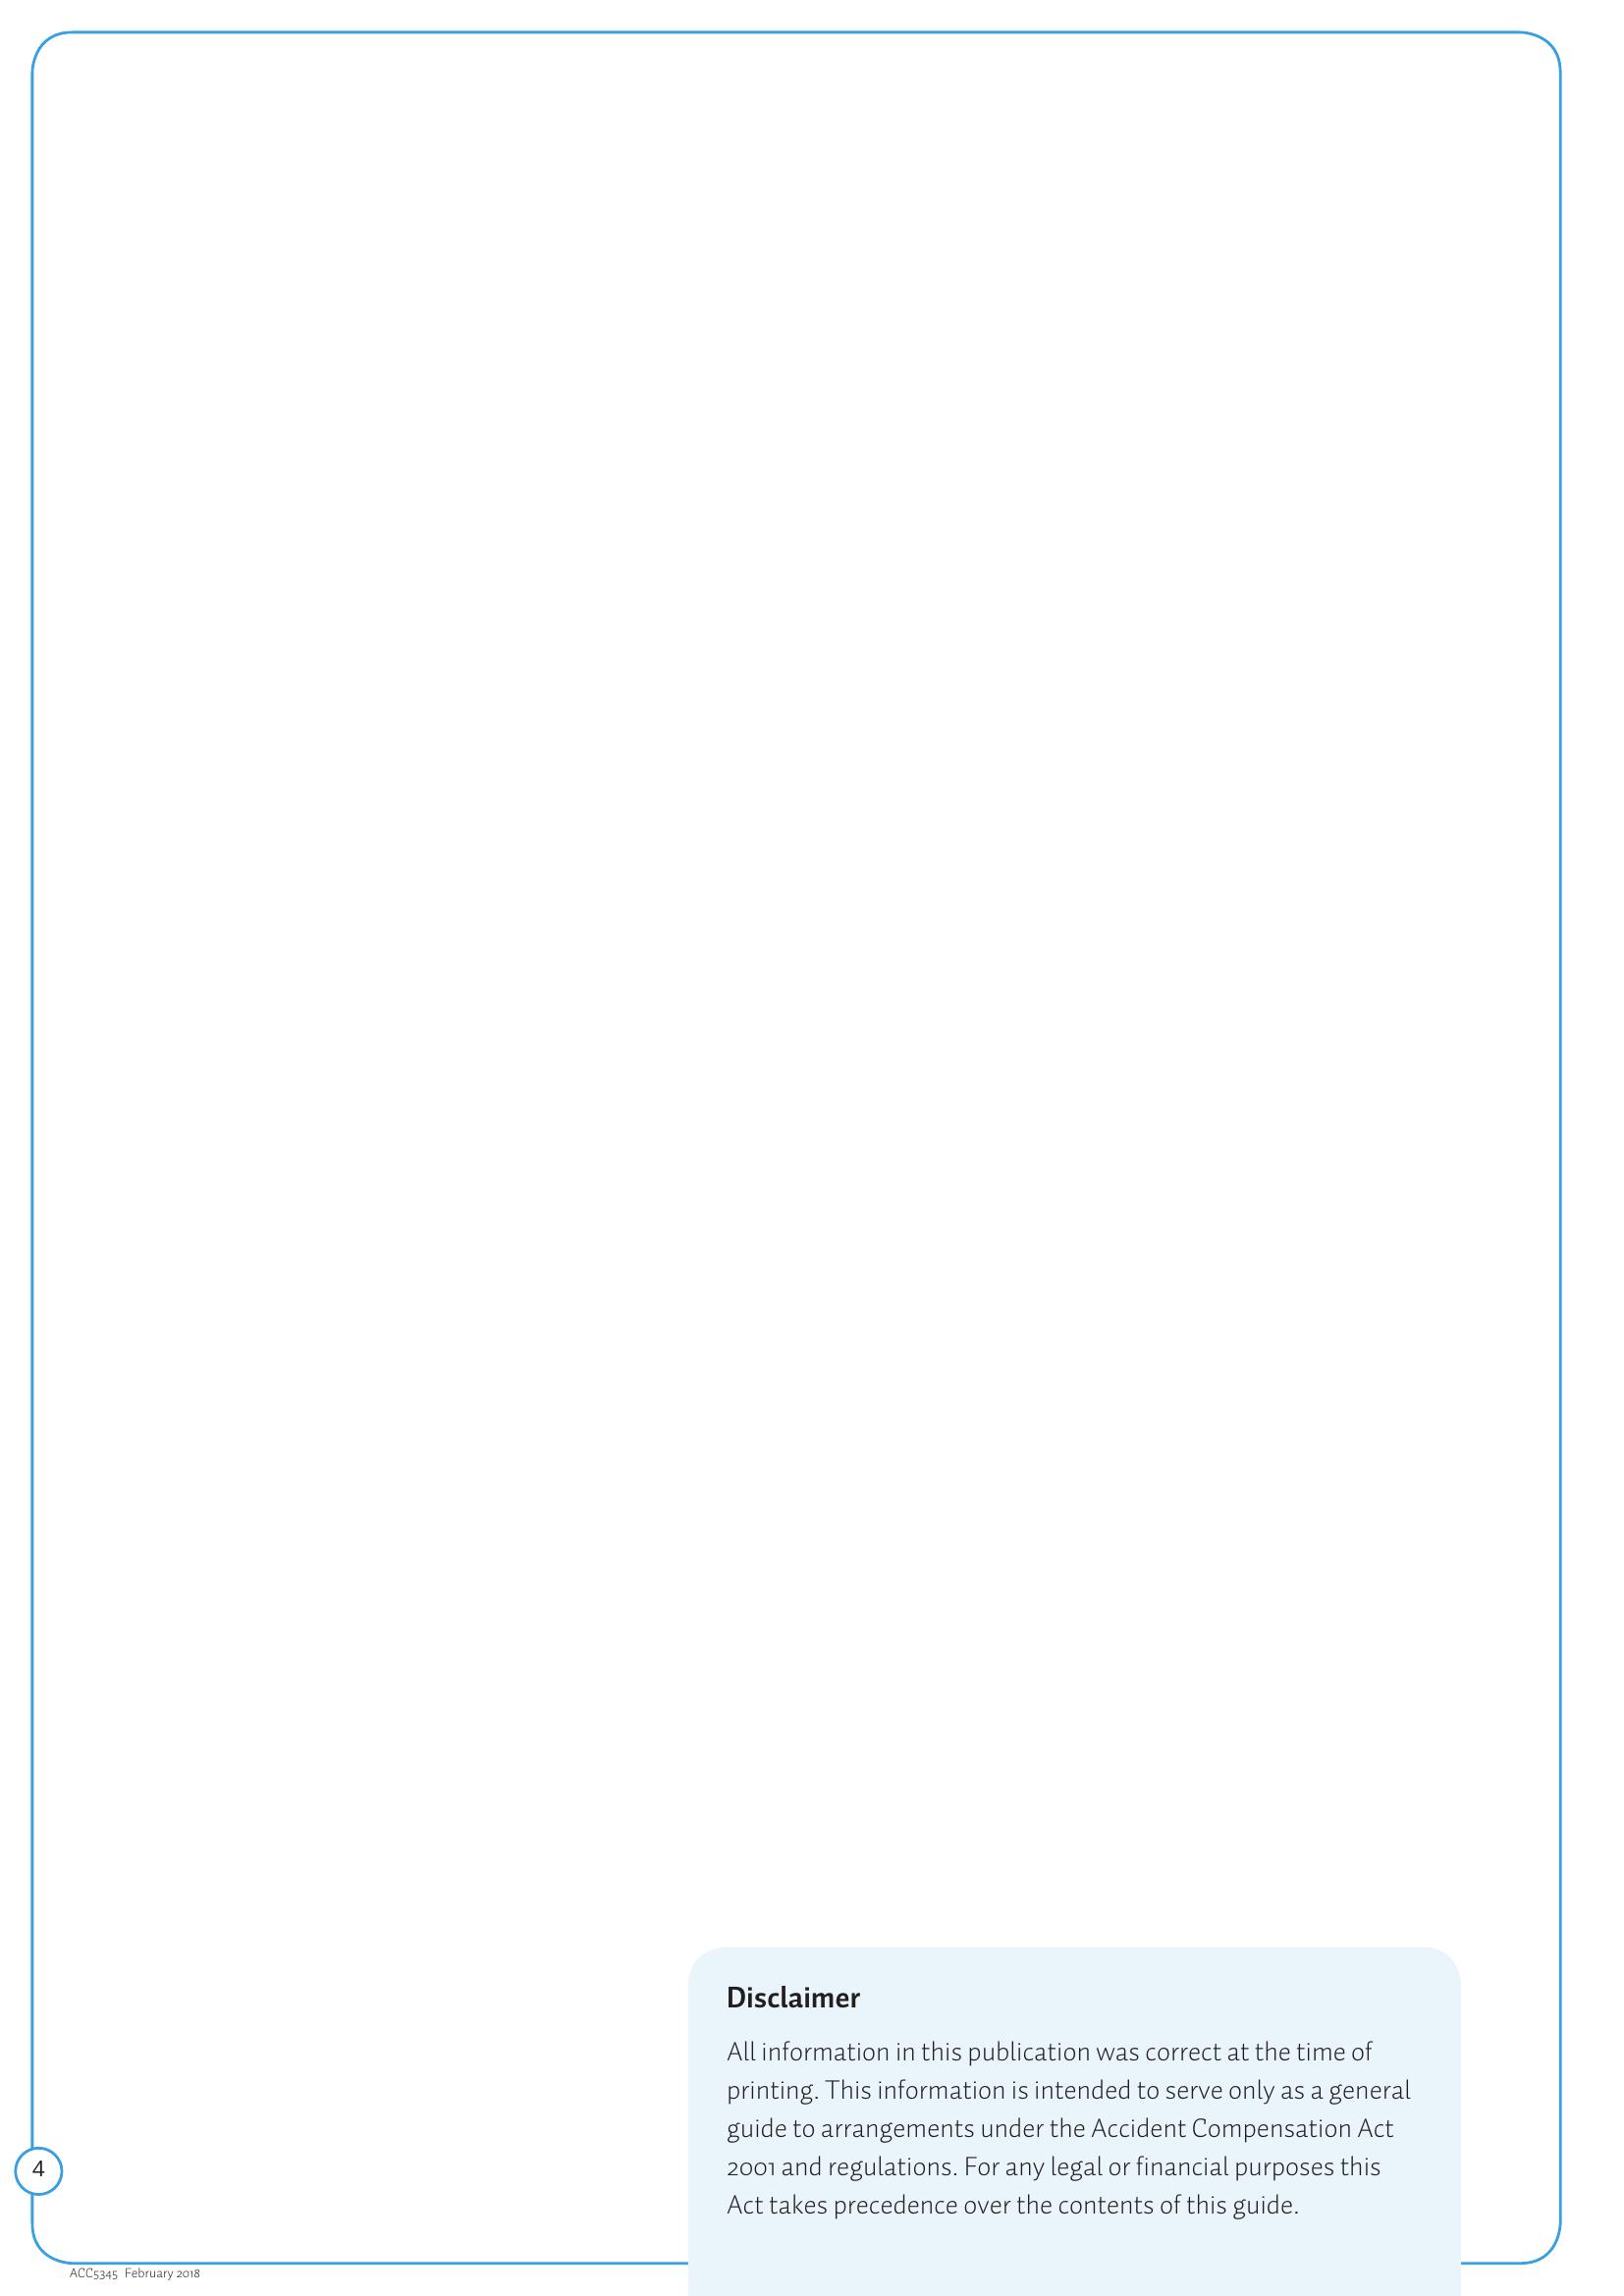 Disclaimer
All information in this publication was correct at the time of
printing. This information is intended to serve only as a general
guide to arrangements under the Accident Compensation Act
2001 and regulations. For any legal or financial purposes this
Act takes precedence over the contents of this guide.
4
ACC5345 February 2018